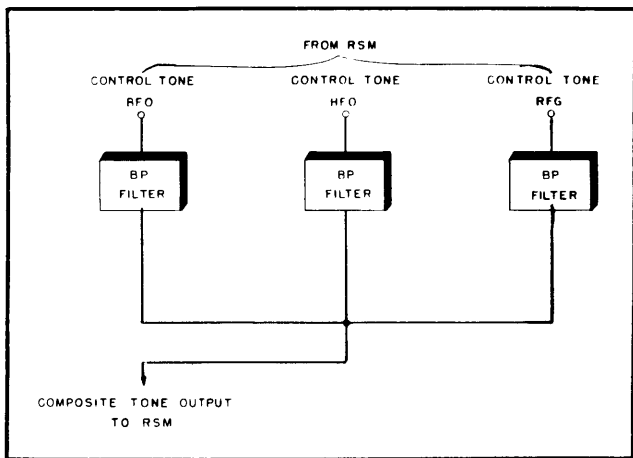 FROM RSM
CONTROL TONE CONTROL TONE CONTROL TONE
BFO HFO RFG
BP BP BP
FILTER FILTER FILTER
COMPOSITE TONE OUTPUT
TO RSM